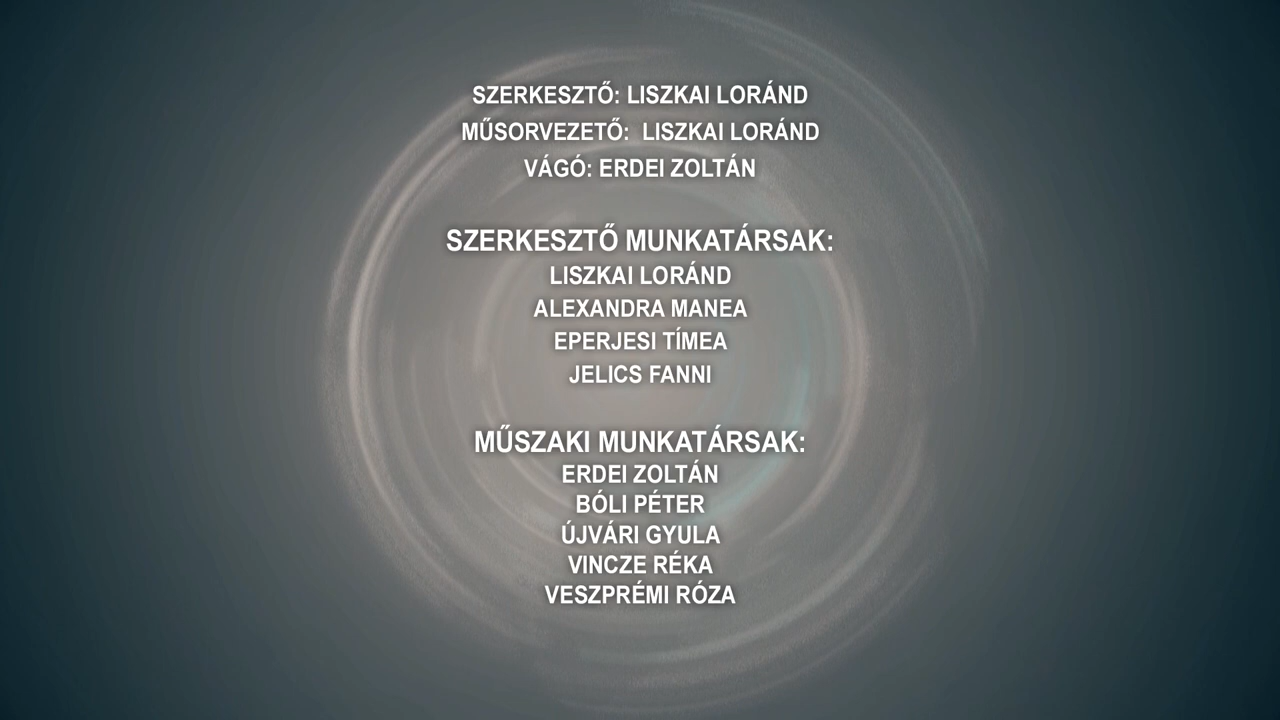 SZERKESZTŐ: LISZKAI LORÁND
MŰSORVEZETŐ: LISZKAI LORÁND
VÁGÓ: ERDEI ZOLTÁN
SZERKESZTŐ MUNKATÁRSAK:
LISZKAI LORÁND
ALEXANDRA MANEA
EPERJESI TÍMEA
JELICS FANNI
MŰSZAKI MUNKATÁRSAK:
ERDEI ZOLTÁN
BÓLI PÉTER
ÚJVÁRI GYULA
VINCZE RÉKA
VESZPRÉMI RÓZA